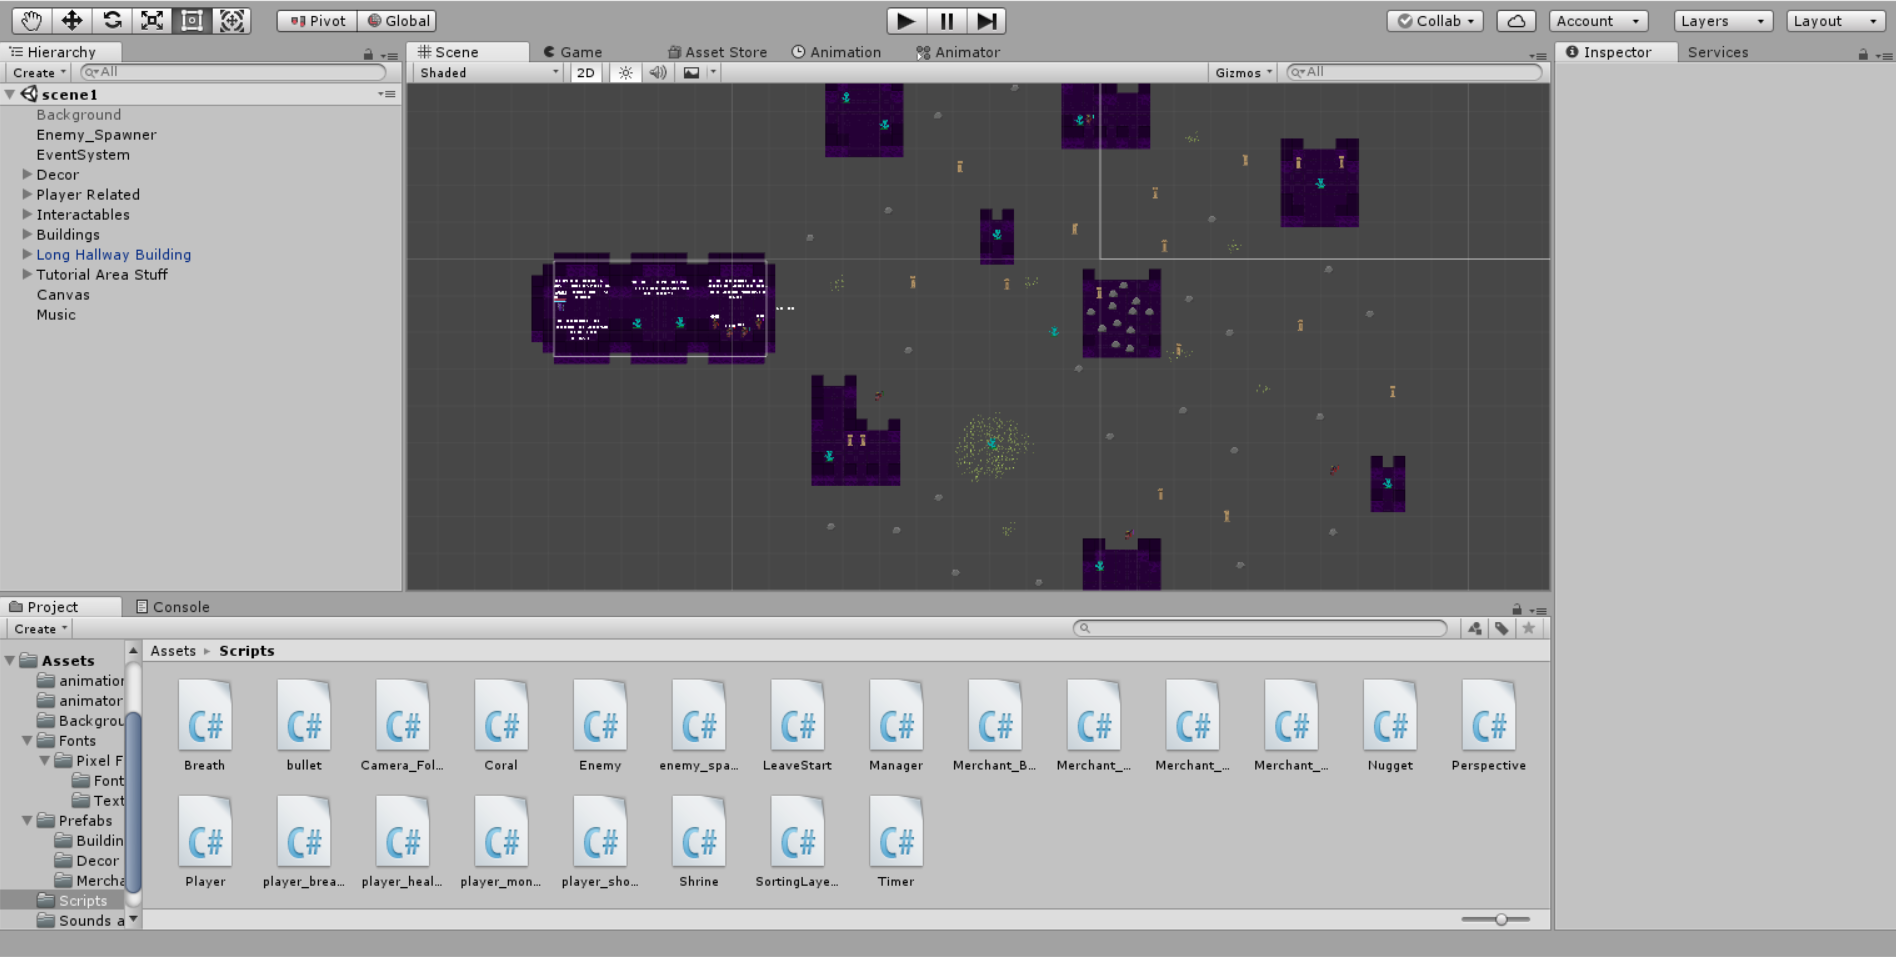 Pivot Global Collab Account Layers Layout
Hierarchy Scene Game Asset Store Animation Animator Inspector Services
Create All Shaded 2D Gizmos All
scene1
Background
Enemy_Spawner
EventSystem
Decor
Player Related
Interactables
Buildings
Long Hallway Building
Tutorial Area Stuff
Canvas
Music
Project Console
Create
Assets
animation
animator
Backgrou
Fonts
Pixel F
Font
Text
Prefabs
Buildin
Decor
Mercha
Scripts
Sounds a
Assets ▸ Scripts
Breath bullet Camera_Fol... Coral Enemy enemy_spa... LeaveStart Manager Merchant_B... Merchant_... Merchant_... Merchant_... Nugget Perspective
Player player_brea... player_heal... player_mon... player_sho... Shrine SortingLaye... Timer